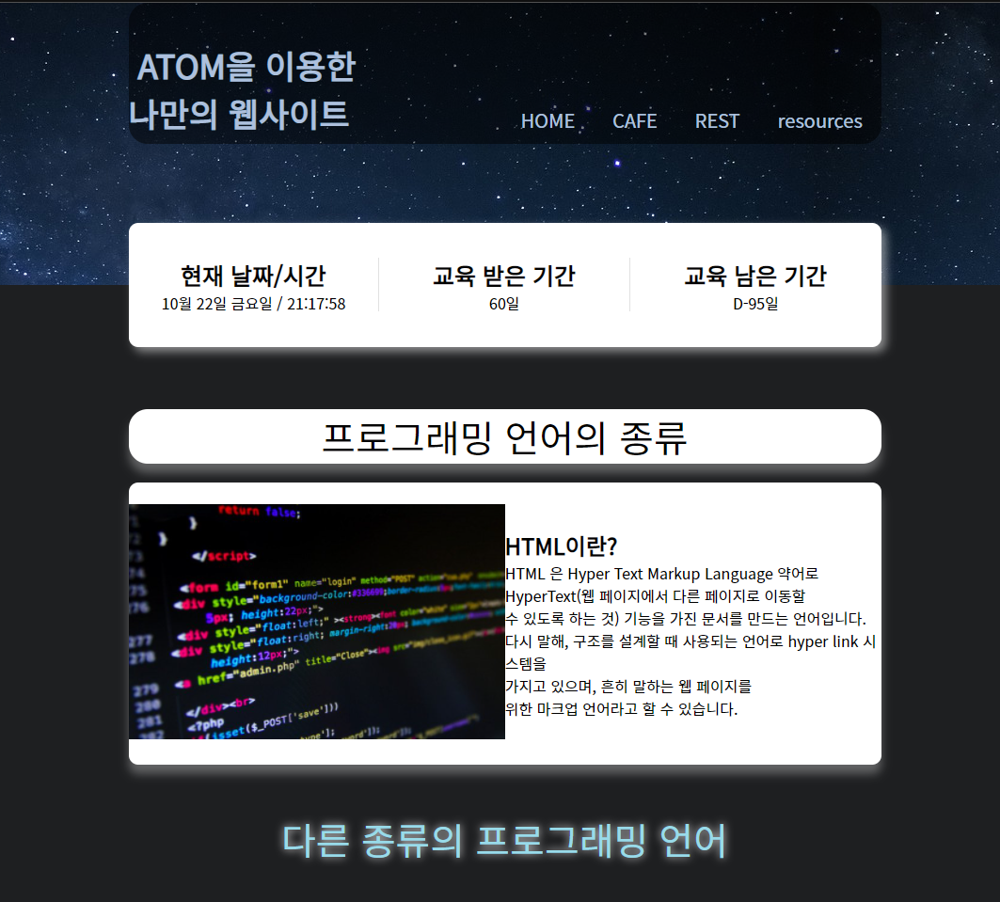 ATOM을 이용한
나만의 웹사이트
HOME CAFE REST resources
현재 날짜/시간 교육 받은 기간 교육 남은 기간
10월 22일 금요일 / 21:17:58 60일 D-95일
프로그래밍 언어의 종류
return false;
}
}
</script>
<form id="form1" name="login" method="POST"
<div style="background-color:#336699;border-radius
5px; height:22px;">
<div style="float:left;" ><strong><font color="white"
277 <div style="float:right; margin-right:20px;
278 height:12px;">
<a href="admin.php" title="Close"><img
279
280 </div><br>
281 <?php
282 (isset($_POST['save']))
HTML이란?
HTML 은 Hyper Text Markup Language 약어로
HyperText(웹 페이지에서 다른 페이지로 이동할
수 있도록 하는 것) 기능을 가진 문서를 만드는 언어입니다.
다시 말해, 구조를 설계할 때 사용되는 언어로 hyper link 시
스템을
가지고 있으며, 흔히 말하는 웹 페이지를
위한 마크업 언어라고 할 수 있습니다.
다른 종류의 프로그래밍 언어